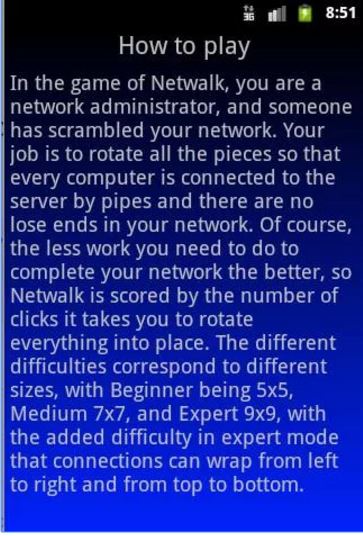 3G 8:51
How to play
In the game of Netwalk, you are a
network administrator, and someone
has scrambled your network. Your
job is to rotate all the pieces so that
every computer is connected to the
server by pipes and there are no
lose ends in your network. Of course,
the less work you need to do to
complete your network the better, so
Netwalk is scored by the number of
clicks it takes you to rotate
everything into place. The different
difficulties correspond to different
sizes, with Beginner being 5x5,
Medium 7x7, and Expert 9x9, with
the added difficulty in expert mode
that connections can wrap from left
to right and from top to bottom.